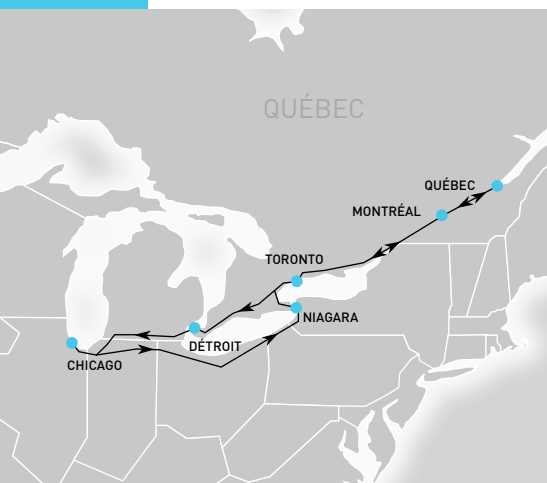 QUÉBEC
QUÉBEC
MONTRÉAL
TORONTO
NIAGARA
DÉTROIT
CHICAGO